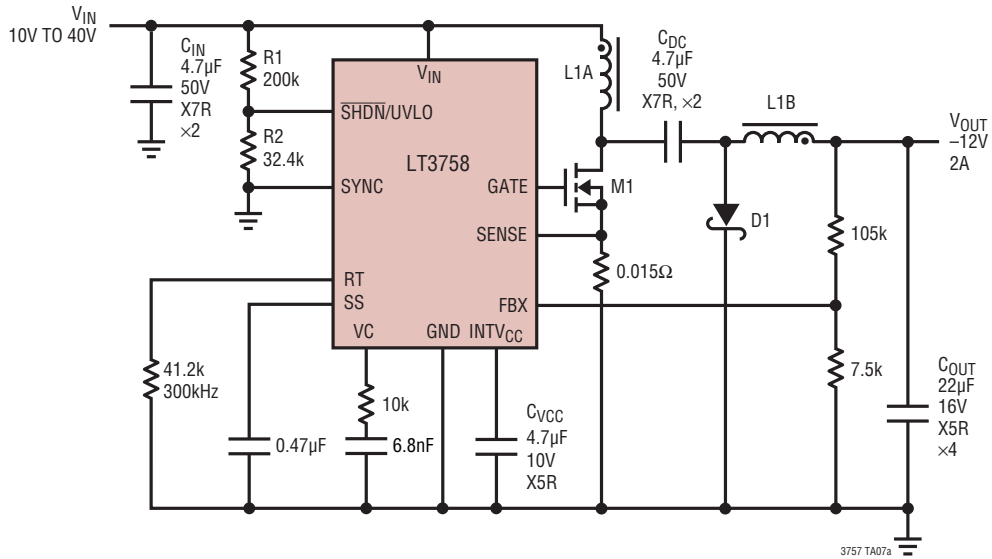 VIN
10V TO 40V
CIN
4.7µF
50V
X7R
×2
R1
200k
R2
32.4k
VIN
SHDN/UVLO
LT3758
SYNC
GATE
SENSE
RT
SS
FBX
VC
GND
INTVCC
L1A
CDC
4.7µF
50V
X7R, ×2
L1B
VOUT
–12V
2A
M1
D1
0.015Ω
105k
7.5k
41.2k
300kHz
0.47µF
10k
6.8nF
CVCC
4.7µF
10V
X5R
COUT
22µF
16V
X5R
×4
3757 TA07a